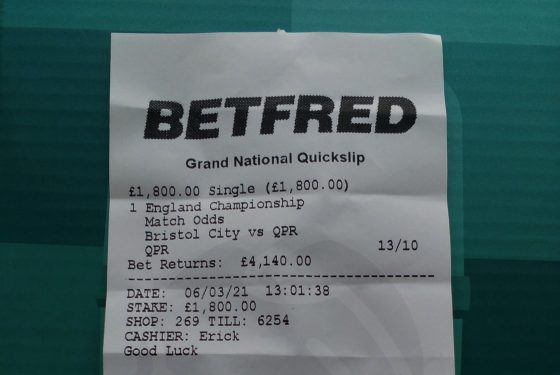 BETFRED
Grand National Quickslip
£1,800.00 Single (£1,800.00)
1 England Championship
Match Odds
Bristol City vs QPR
QPR 13/10
Bet Returns: £4,140.00
DATE: 06/03/21 13:01:38
STAKE: £1,800.00
SHOP: 269 TILL: 6254
CASHIER: Erick
Good Luck